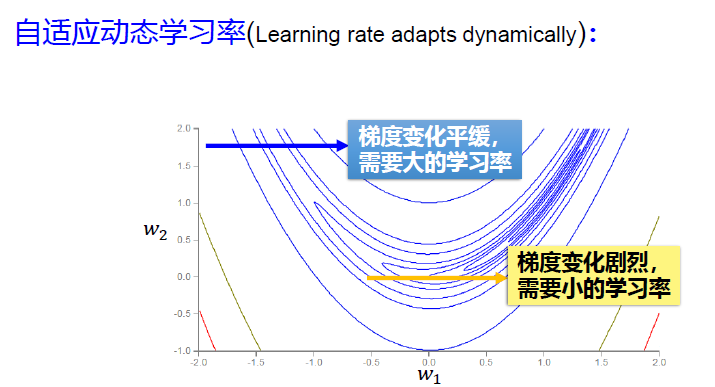 自适应动态学习率(Learning rate adapts dynamically)：
梯度变化平缓，
需要大的学习率
梯度变化剧烈，
需要小的学习率
w₂
2.0
1.5
1.0
0.5
0.0
-0.5
-1.0
-2.0 -1.5 -1.0 -0.5 0.0 0.5 1.0 1.5 2.0
w₁